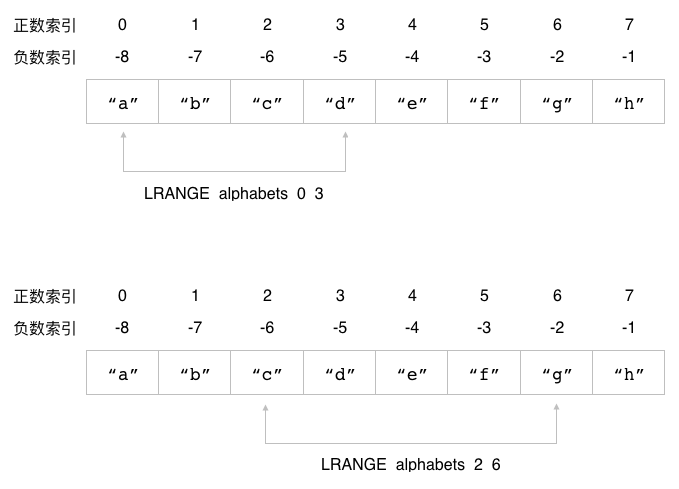 正数索引 0 1 2 3 4 5 6 7
负数索引 -8 -7 -6 -5 -4 -3 -2 -1
“a” “b” “c” “d” “e” “f” “g” “h”
LRANGE alphabets 0 3
正数索引 0 1 2 3 4 5 6 7
负数索引 -8 -7 -6 -5 -4 -3 -2 -1
“a” “b” “c” “d” “e” “f” “g” “h”
LRANGE alphabets 2 6